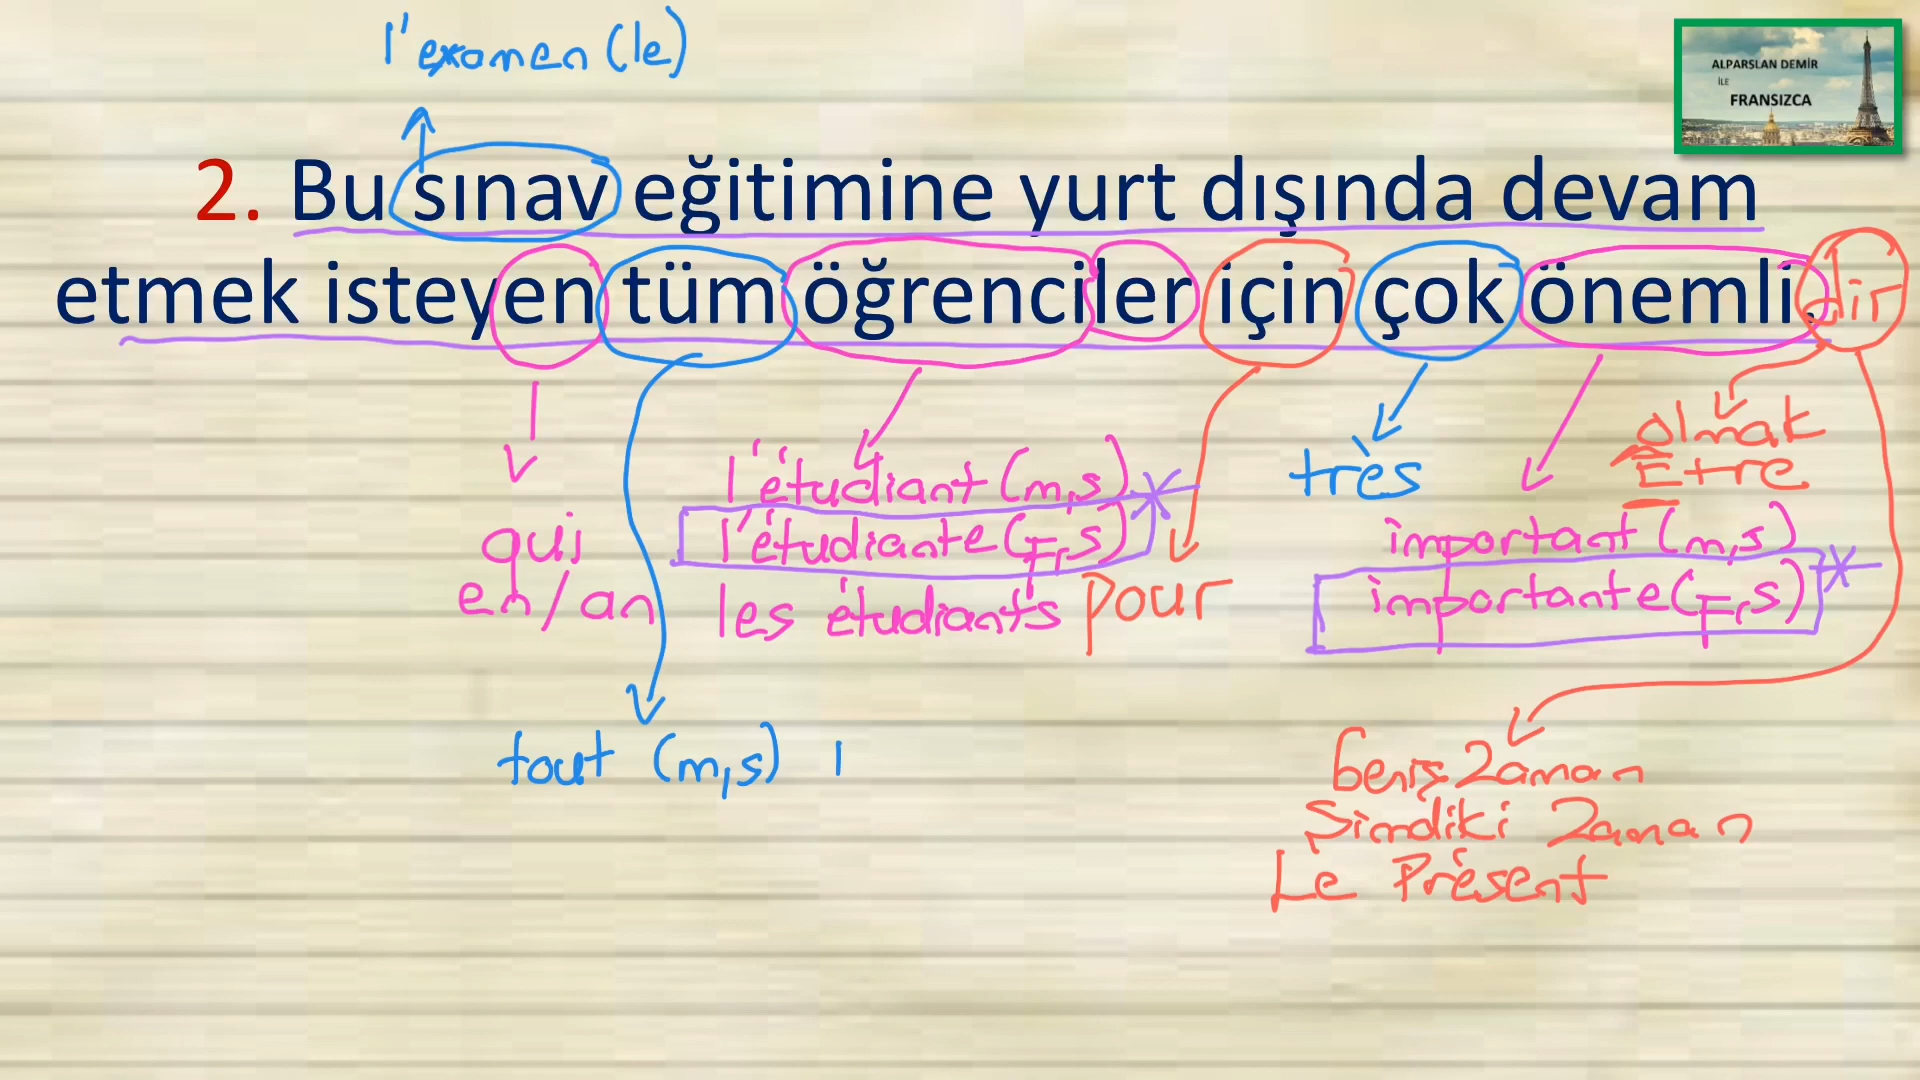 l'examen (le)
ALPARSLAN DEMİR
İLE
FRANSIZCA
2. Bu sınav eğitimine yurt dışında devam
etmek isteyen tüm öğrenciler için çok önemli.
dir
olmak
Être
très
l'étudiant (m,s)
l'étudiante (F,s)
les étudiants
qui
en/an
pour
important (m,s)
importante (F,s)
tout (m,s)
Geniş Zaman
Şimdiki Zaman
Le Présent